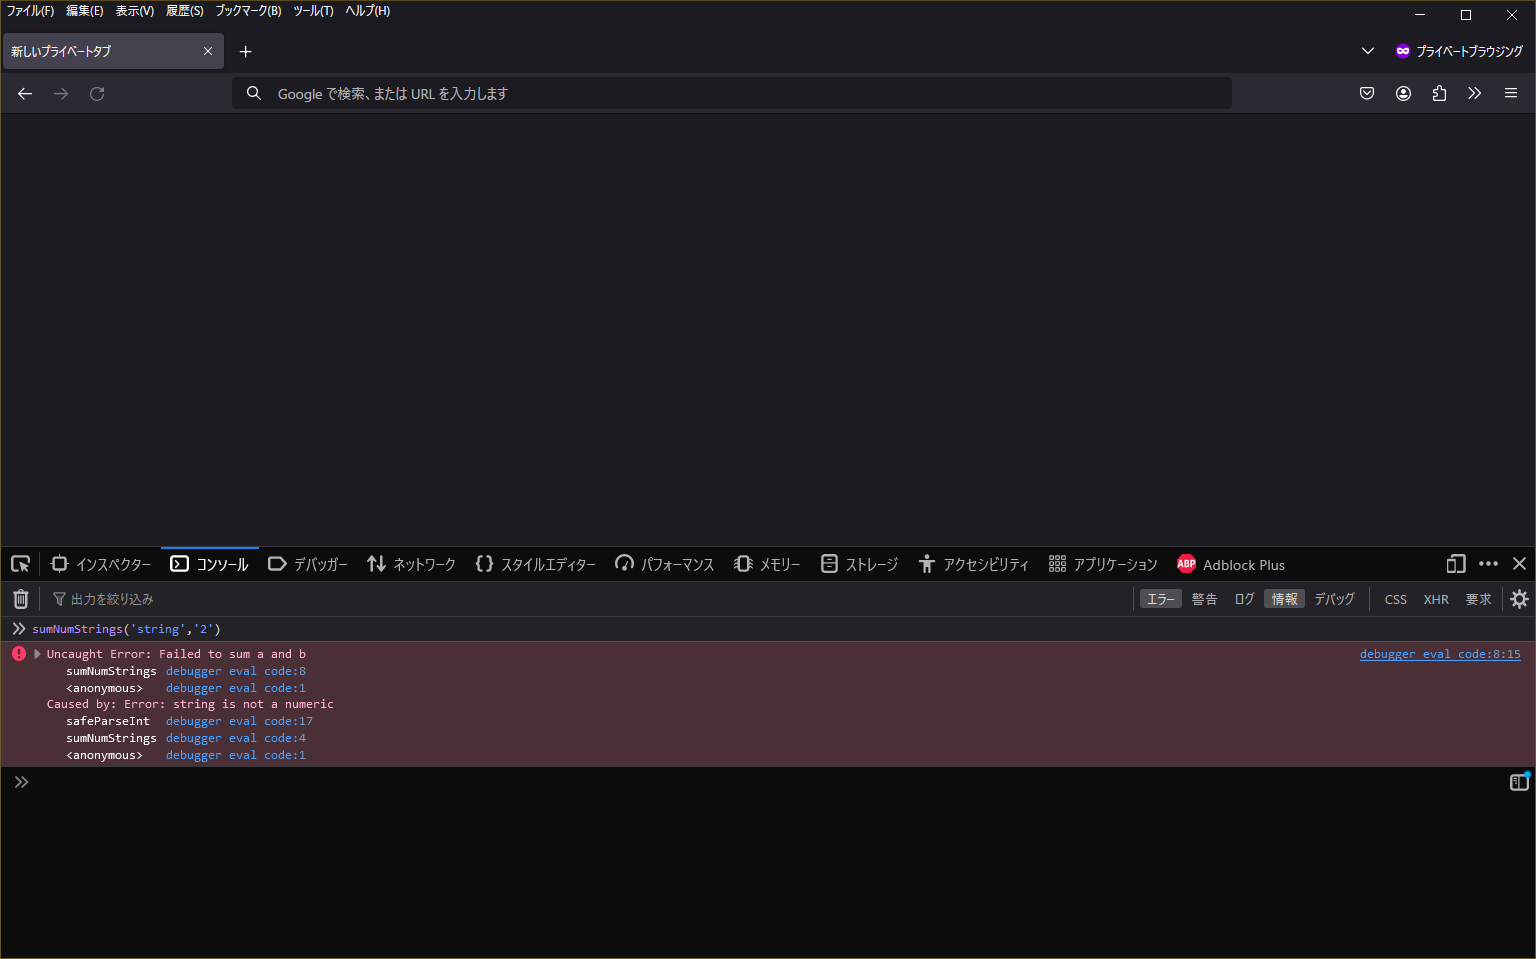 ファイル(F) 編集(E) 表示(V) 履歴(S) ブックマーク(B) ツール(T) ヘルプ(H)
新しいプライベートタブ
プライベートブラウジング
Google で検索、または URL を入力します
インスペクター コンソール デバッガー ネットワーク スタイルエディター パフォーマンス メモリー ストレージ アクセシビリティ アプリケーション ABP Adblock Plus
出力を絞り込み エラー 警告 ログ 情報 デバッグ CSS XHR 要求
sumNumStrings('string','2')
Uncaught Error: Failed to sum a and b debugger eval code:8:15
sumNumStrings debugger eval code:8
<anonymous> debugger eval code:1
Caused by: Error: string is not a numeric
safeParseInt debugger eval code:17
sumNumStrings debugger eval code:4
<anonymous> debugger eval code:1